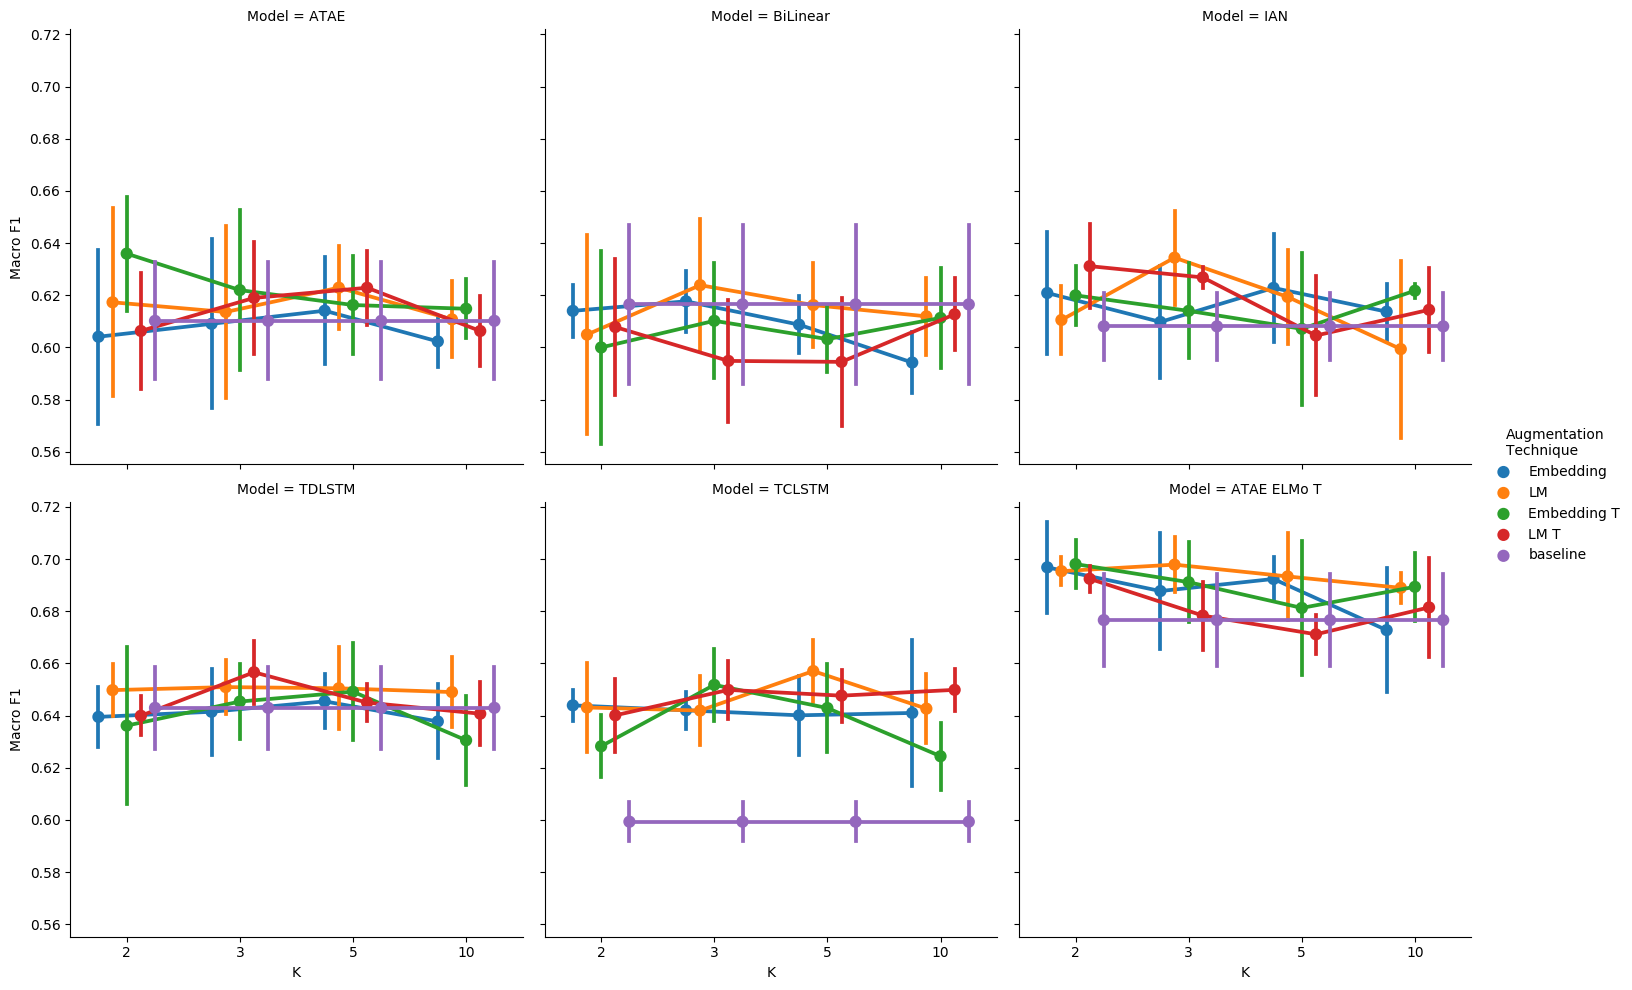 Model = ATAE
Model = BiLinear
Model = IAN
0.72
0.70
0.68
0.66
0.64
0.62
0.60
0.58
0.56
Macro F1
Model = TDLSTM
Model = TCLSTM
Model = ATAE ELMo T
0.72
0.70
0.68
0.66
0.64
0.62
0.60
0.58
0.56
Macro F1
2 3 5 10
2 3 5 10
2 3 5 10
K
K
K
Augmentation
Technique
Embedding
LM
Embedding T
LM T
baseline